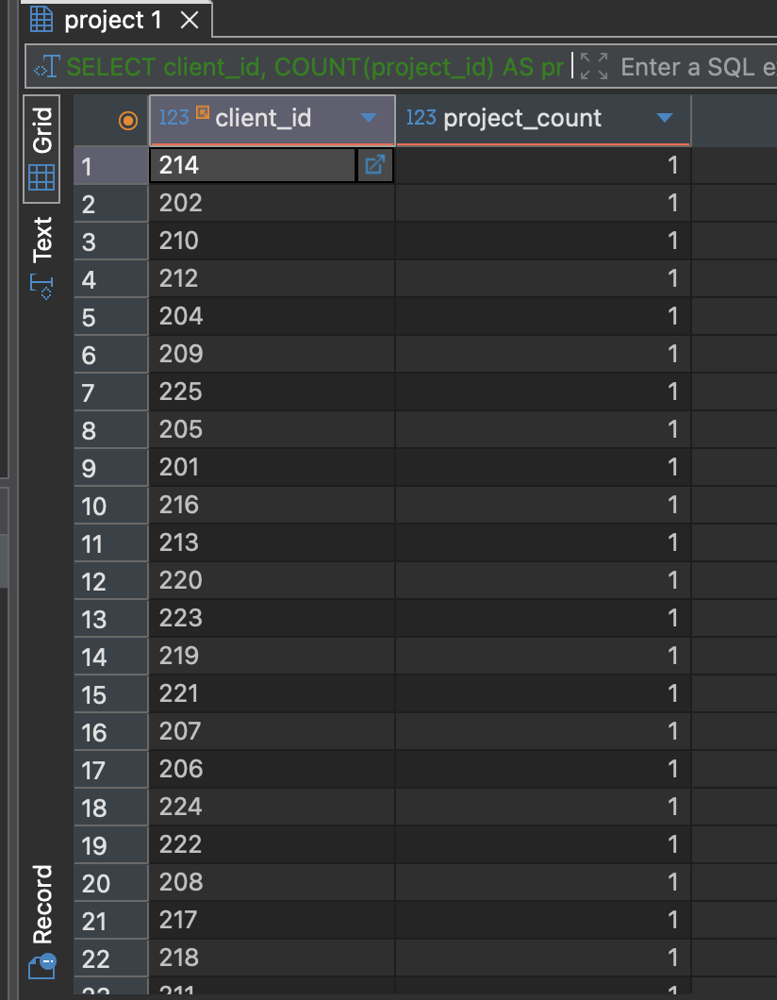 project 1
SELECT client_id, COUNT(project_id) AS pr Enter a SQL e
Grid
Text
Record
123 client_id 123 project_count
1 214 1
2 202 1
3 210 1
4 212 1
5 204 1
6 209 1
7 225 1
8 205 1
9 201 1
10 216 1
11 213 1
12 220 1
13 223 1
14 219 1
15 221 1
16 207 1
17 206 1
18 224 1
19 222 1
20 208 1
21 217 1
22 218 1
23 211 1